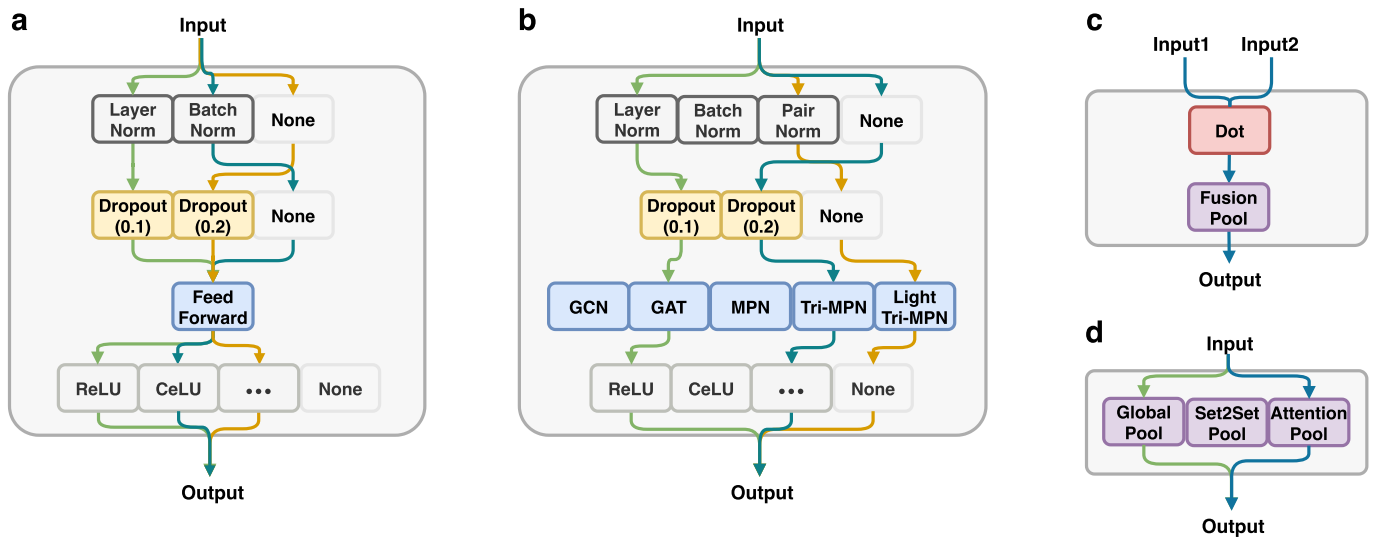 a
Input
Layer Norm
Batch Norm
None
Dropout (0.1)
Dropout (0.2)
None
Feed Forward
ReLU
CeLU
•••
None
Output
b
Input
Layer Norm
Batch Norm
Pair Norm
None
Dropout (0.1)
Dropout (0.2)
None
GCN
GAT
MPN
Tri-MPN
Light Tri-MPN
ReLU
CeLU
•••
None
Output
c
Input1
Input2
Dot
Fusion Pool
Output
d
Input
Global Pool
Set2Set Pool
Attention Pool
Output